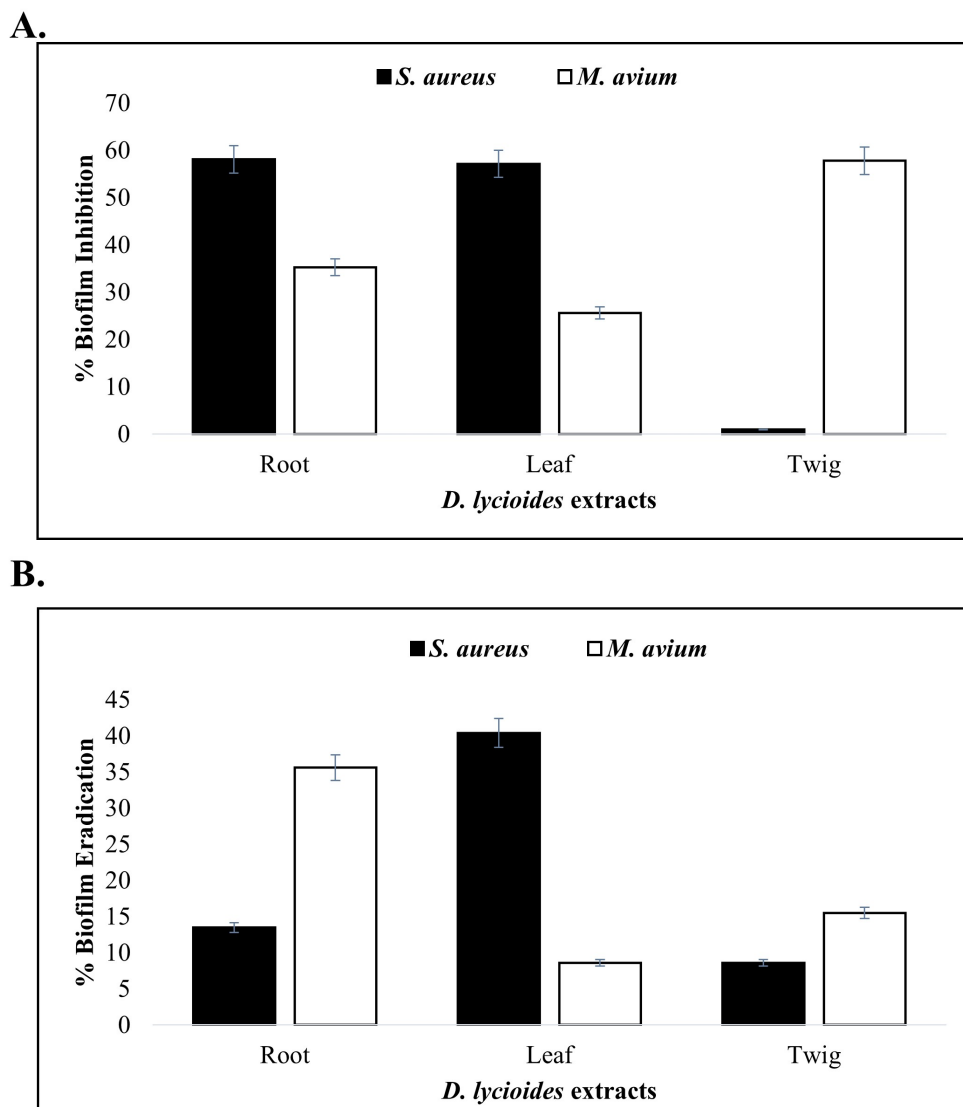 A.
S. aureus M. avium
70
60
50
40
30
20
10
0
% Biofilm Inhibition
Root Leaf Twig
D. lycioides extracts
B.
S. aureus M. avium
45
40
35
30
25
20
15
10
5
0
% Biofilm Eradication
Root Leaf Twig
D. lycioides extracts